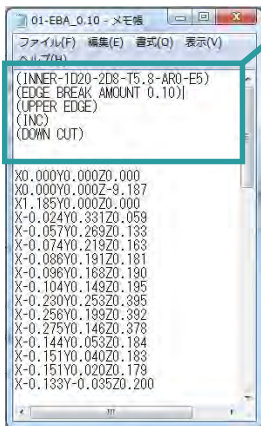 01-EBA_0.10 - メモ帳
ファイル(F) 編集(E) 書式(O) 表示(V)
ヘルプ(H)
(INNER-1D20-2D8-T5.8-AR0-E5)
(EDGE BREAK AMOUNT 0.10)
(UPPER EDGE)
(INC)
(DOWN CUT)
X0.000Y0.000Z0.000
X0.000Y0.000Z-9.187
X1.185Y0.000Z0.000
X-0.024Y0.331Z0.059
X-0.057Y0.269Z0.133
X-0.074Y0.219Z0.163
X-0.086Y0.191Z0.181
X-0.096Y0.168Z0.190
X-0.104Y0.149Z0.195
X-0.230Y0.253Z0.395
X-0.256Y0.199Z0.392
X-0.275Y0.146Z0.378
X-0.144Y0.053Z0.184
X-0.151Y0.040Z0.183
X-0.151Y0.020Z0.179
X-0.133Y-0.035Z0.200